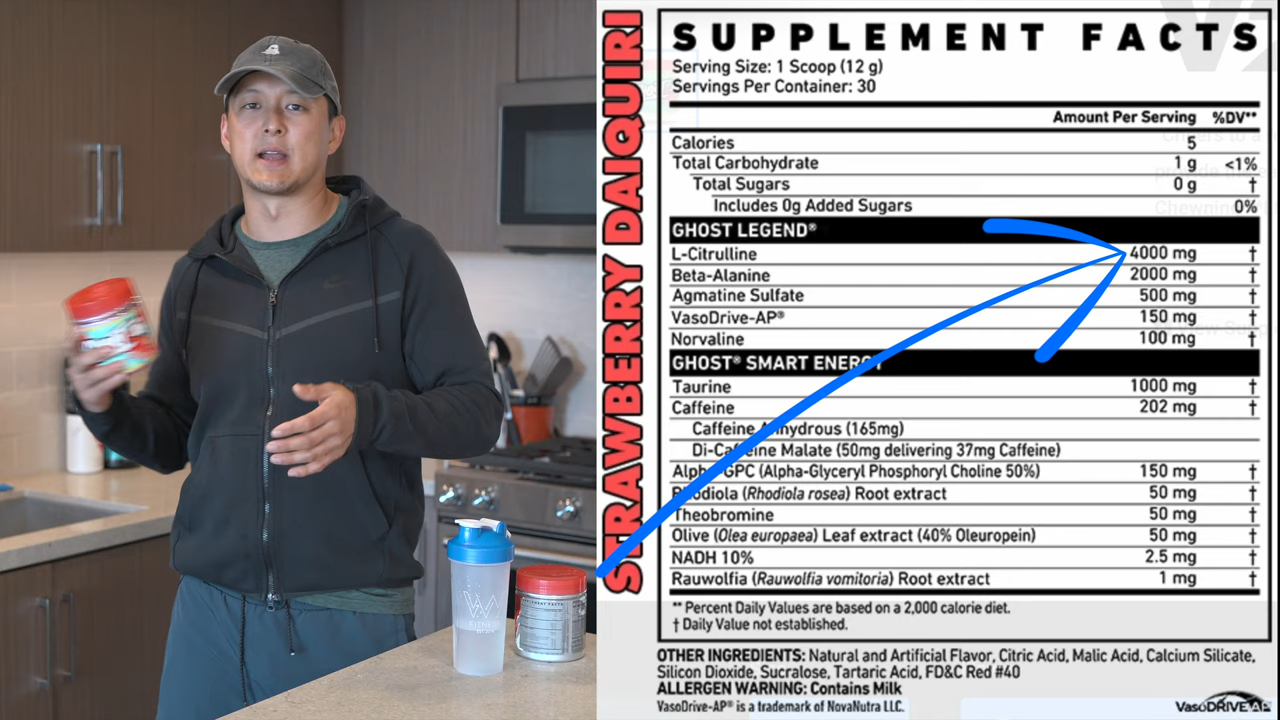 STRAWBERRY DAIQUIRI
SUPPLEMENT FACTS
Serving Size: 1 Scoop (12 g)
Servings Per Container: 30
Amount Per Serving %DV**
Calories 5
Total Carbohydrate 1 g <1%
Total Sugars 0 g †
Includes 0g Added Sugars 0%
GHOST LEGEND®
L-Citrulline 4000 mg †
Beta-Alanine 2000 mg †
Agmatine Sulfate 500 mg †
VasoDrive-AP® 150 mg †
Norvaline 100 mg †
GHOST® SMART ENERGY
Taurine 1000 mg †
Caffeine 202 mg †
Caffeine Anhydrous (165mg)
Di-Caffeine Malate (50mg delivering 37mg Caffeine)
Alpha-GPC (Alpha-Glyceryl Phosphoryl Choline 50%) 150 mg †
Rhodiola (Rhodiola rosea) Root extract 50 mg †
Theobromine 50 mg †
Olive (Olea europaea) Leaf extract (40% Oleuropein) 50 mg †
NADH 10% 2.5 mg †
Rauwolfia (Rauwolfia vomitoria) Root extract 1 mg †
** Percent Daily Values are based on a 2,000 calorie diet.
† Daily Value not established.
OTHER INGREDIENTS: Natural and Artificial Flavor, Citric Acid, Malic Acid, Calcium Silicate,
Silicon Dioxide, Sucralose, Tartaric Acid, FD&C Red #40
ALLERGEN WARNING: Contains Milk
VasoDrive-AP® is a trademark of NovaNutra LLC.
VasoDRIVE AP
FITNESS
SUPPLEMENT FACTS